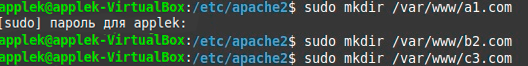 applek@applek-VirtualBox:/etc/apache2$ sudo mkdir /var/www/a1.com
[sudo] пароль для applek:
applek@applek-VirtualBox:/etc/apache2$ sudo mkdir /var/www/b2.com
applek@applek-VirtualBox:/etc/apache2$ sudo mkdir /var/www/c3.com